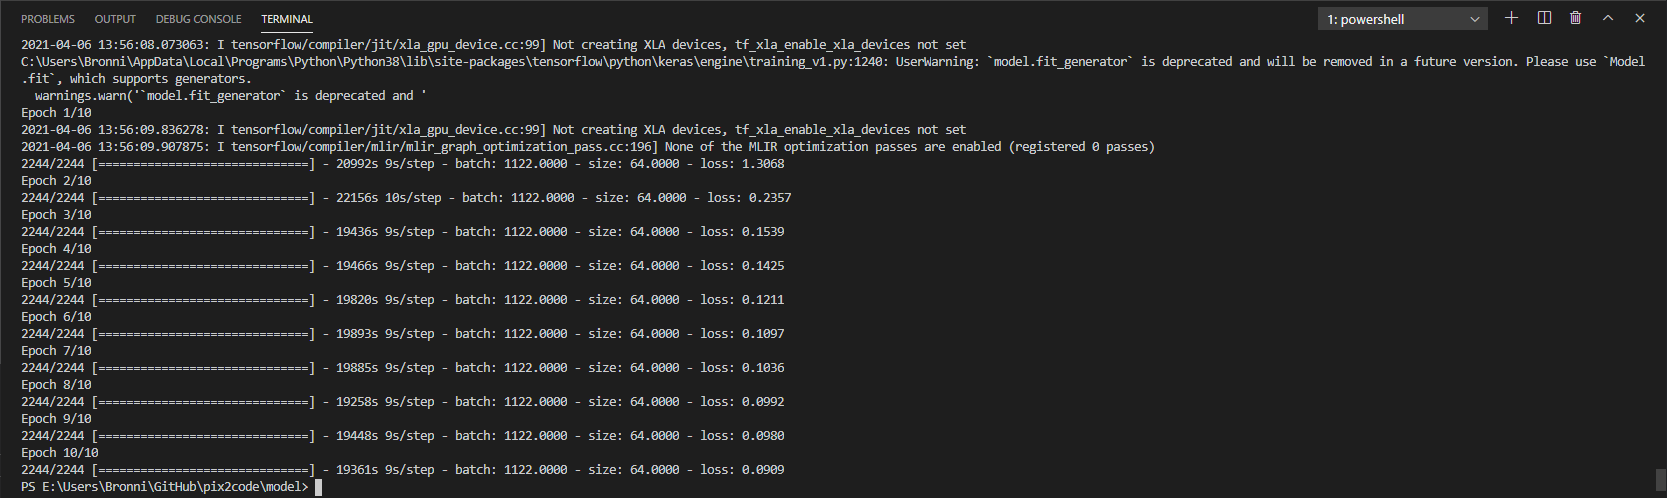 PROBLEMS OUTPUT DEBUG CONSOLE TERMINAL 1: powershell
2021-04-06 13:56:08.073063: I tensorflow/compiler/jit/xla_gpu_device.cc:99] Not creating XLA devices, tf_xla_enable_xla_devices not set
C:\Users\Bronni\AppData\Local\Programs\Python\Python38\lib\site-packages\tensorflow\python\keras\engine\training_v1.py:1240: UserWarning: `model.fit_generator` is deprecated and will be removed in a future version. Please use `Model
.fit`, which supports generators.
  warnings.warn('`model.fit_generator` is deprecated and '
Epoch 1/10
2021-04-06 13:56:09.836278: I tensorflow/compiler/jit/xla_gpu_device.cc:99] Not creating XLA devices, tf_xla_enable_xla_devices not set
2021-04-06 13:56:09.907875: I tensorflow/compiler/mlir/mlir_graph_optimization_pass.cc:196] None of the MLIR optimization passes are enabled (registered 0 passes)
2244/2244 [==============================] - 20992s 9s/step - batch: 1122.0000 - size: 64.0000 - loss: 1.3068
Epoch 2/10
2244/2244 [==============================] - 22156s 10s/step - batch: 1122.0000 - size: 64.0000 - loss: 0.2357
Epoch 3/10
2244/2244 [==============================] - 19436s 9s/step - batch: 1122.0000 - size: 64.0000 - loss: 0.1539
Epoch 4/10
2244/2244 [==============================] - 19466s 9s/step - batch: 1122.0000 - size: 64.0000 - loss: 0.1425
Epoch 5/10
2244/2244 [==============================] - 19820s 9s/step - batch: 1122.0000 - size: 64.0000 - loss: 0.1211
Epoch 6/10
2244/2244 [==============================] - 19893s 9s/step - batch: 1122.0000 - size: 64.0000 - loss: 0.1097
Epoch 7/10
2244/2244 [==============================] - 19885s 9s/step - batch: 1122.0000 - size: 64.0000 - loss: 0.1036
Epoch 8/10
2244/2244 [==============================] - 19258s 9s/step - batch: 1122.0000 - size: 64.0000 - loss: 0.0992
Epoch 9/10
2244/2244 [==============================] - 19448s 9s/step - batch: 1122.0000 - size: 64.0000 - loss: 0.0980
Epoch 10/10
2244/2244 [==============================] - 19361s 9s/step - batch: 1122.0000 - size: 64.0000 - loss: 0.0909
PS E:\Users\Bronni\GitHub\pix2code\model>